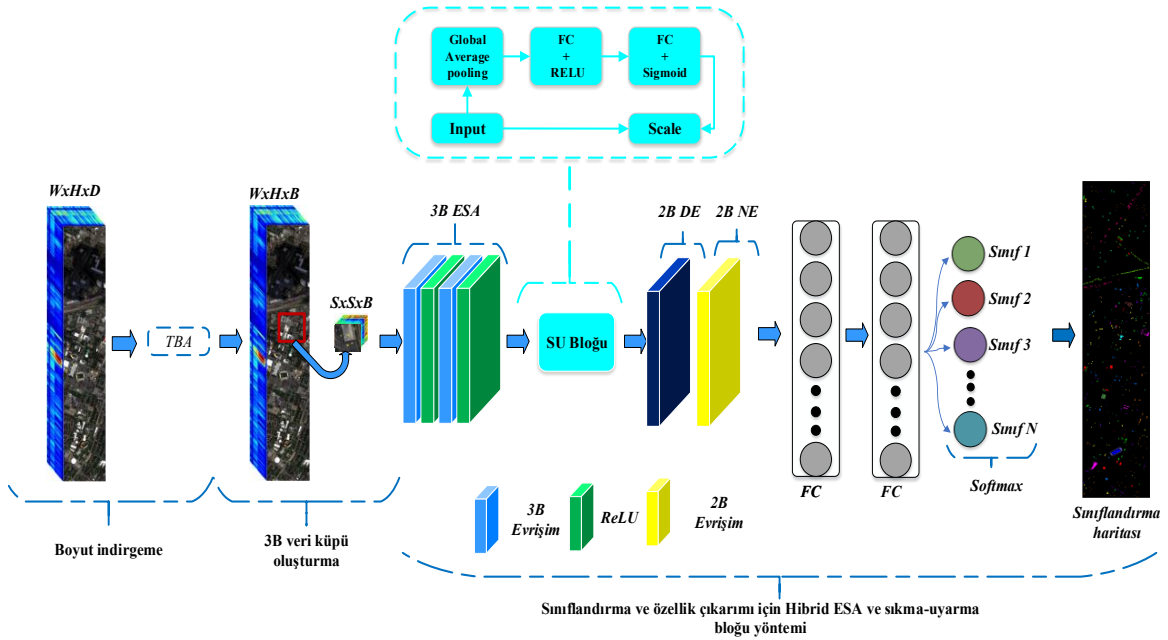 Global
Average
pooling
FC
+
RELU
FC
+
Sigmoid
Input
Scale
WxHxD
WxHxB
3B ESA
2B DE
2B NE
SxSxB
TBA
SU Bloğu
Sınıf 1
Sınıf 2
Sınıf 3
Sınıf N
FC
FC
Softmax
Sınıflandırma
haritası
3B
Evrişim
ReLU
2B
Evrişim
Boyut indirgeme
3B veri küpü
oluşturma
Sınıflandırma ve özellik çıkarımı için Hibrid ESA ve sıkma-uyarma
bloğu yöntemi